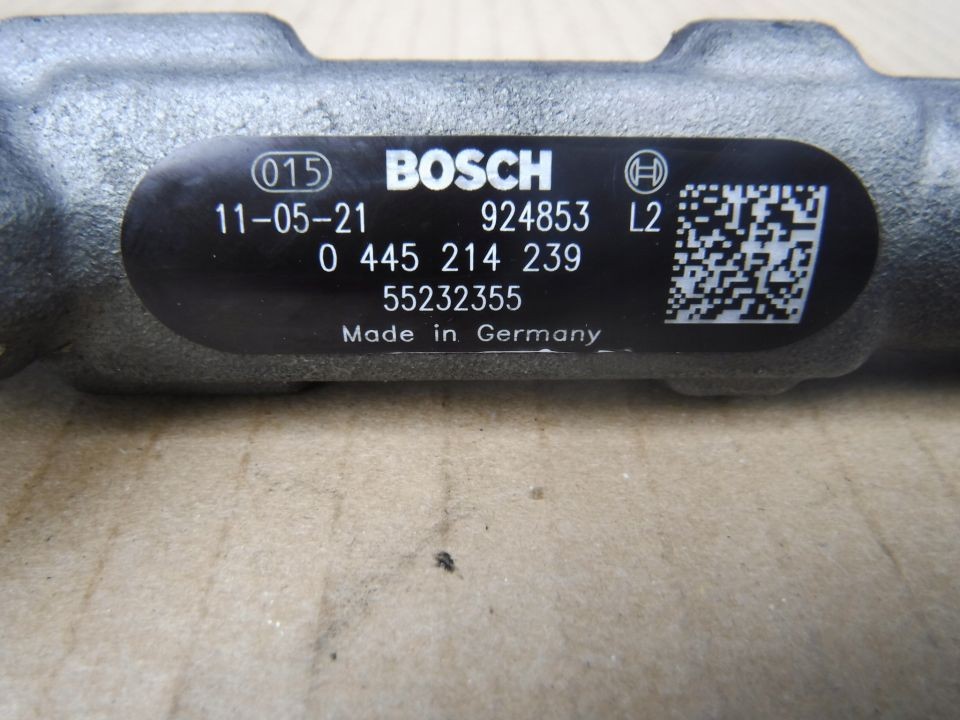 015 BOSCH
11-05-21 924853 L2
0 445 214 239
55232355
Made in Germany